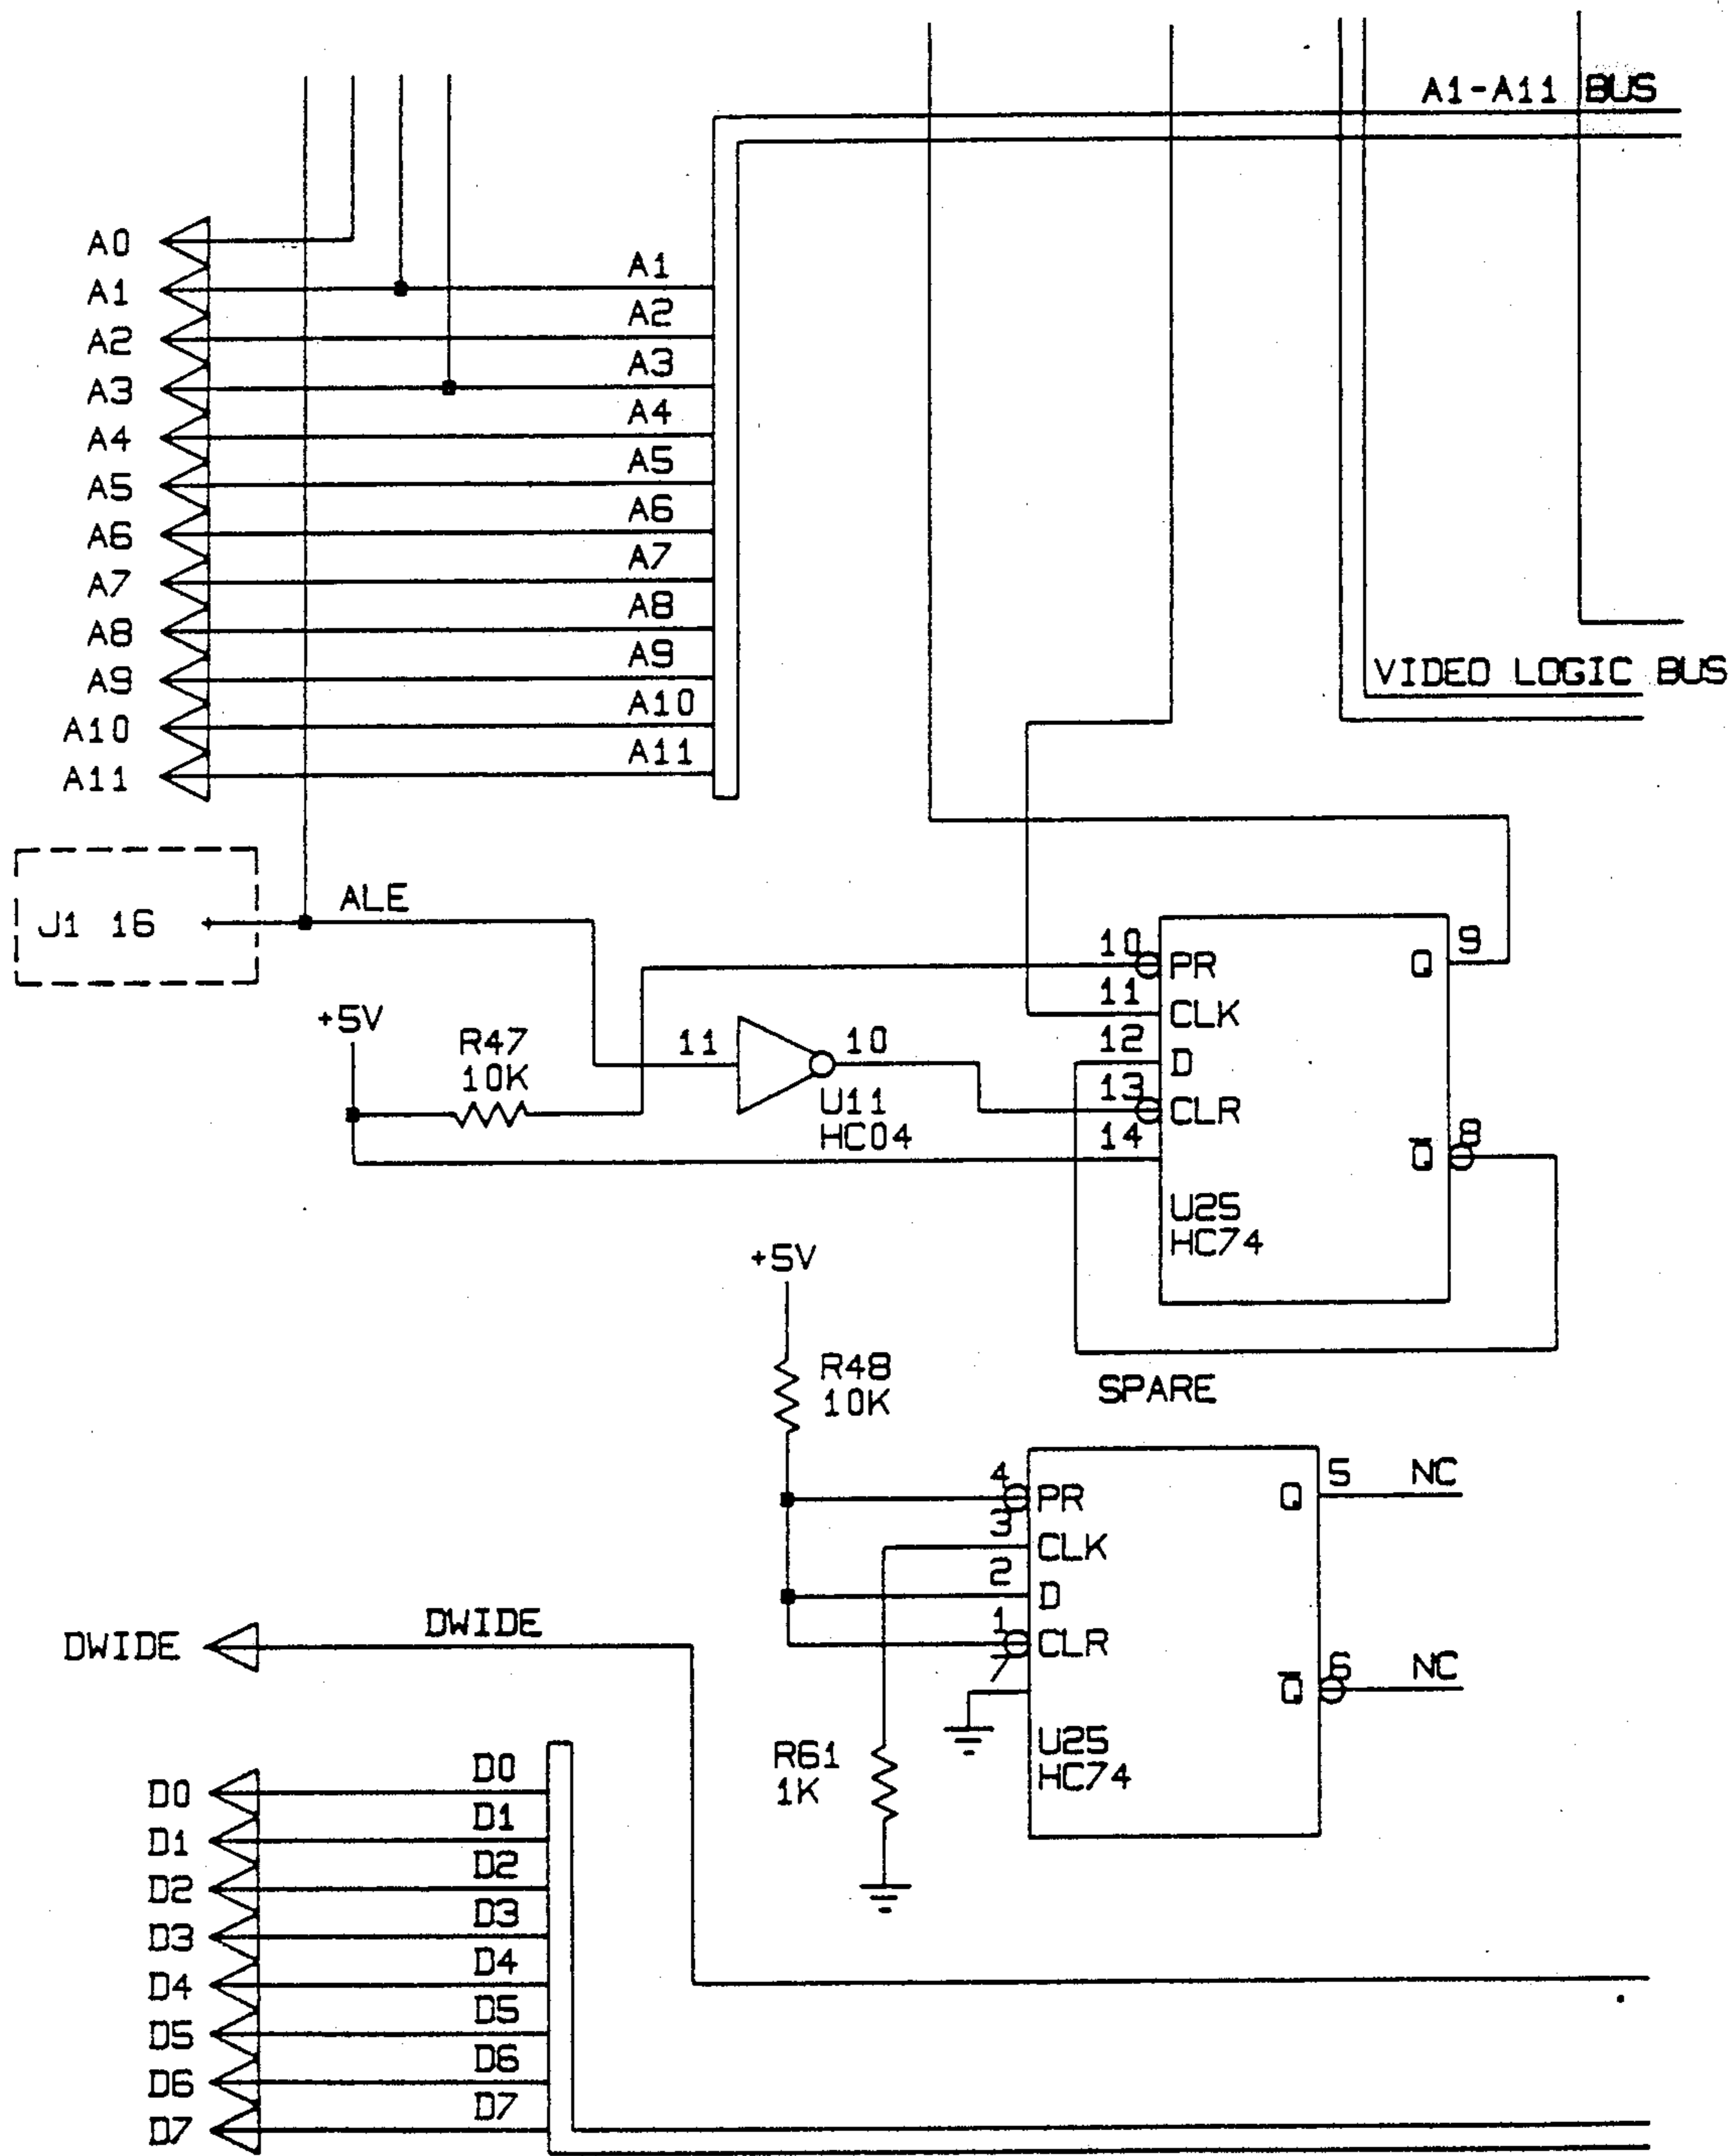 A1-A11 BUS
A0
A1 A1
A2 A2
A3 A3
A4 A4
A5 A5
A6 A6
A7 A7
A8 A8
A9 A9
A10 A10
A11 A11
VIDEO LOGIC BUS
J1 16
ALE
10 PR Q 9
11 CLK
12 D
13 CLR
14 Q 8
U25
HC74
+5V
R47
10K
11 10
U11
HC04
+5V
R48
10K
SPARE
4 PR Q 5 NC
3 CLK
2 D
1 CLR
7 Q 6 NC
U25
HC74
R61
1K
DWIDE DWIDE
D0 D0
D1 D1
D2 D2
D3 D3
D4 D4
D5 D5
D6 D6
D7 D7